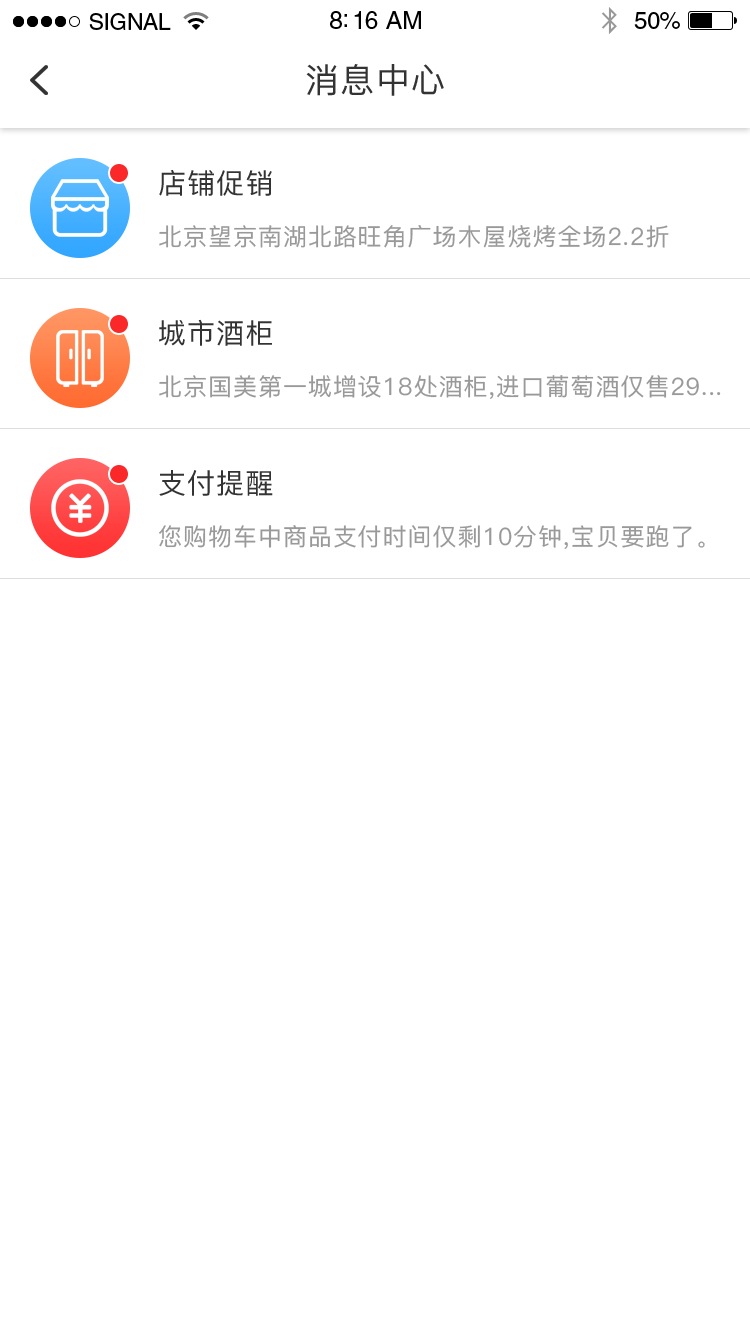 SIGNAL 8:16 AM 50%
消息中心
店铺促销
北京望京南湖北路旺角广场木屋烧烤全场2.2折
城市酒柜
北京国美第一城增设18处酒柜,进口葡萄酒仅售29...
支付提醒
您购物车中商品支付时间仅剩10分钟,宝贝要跑了。